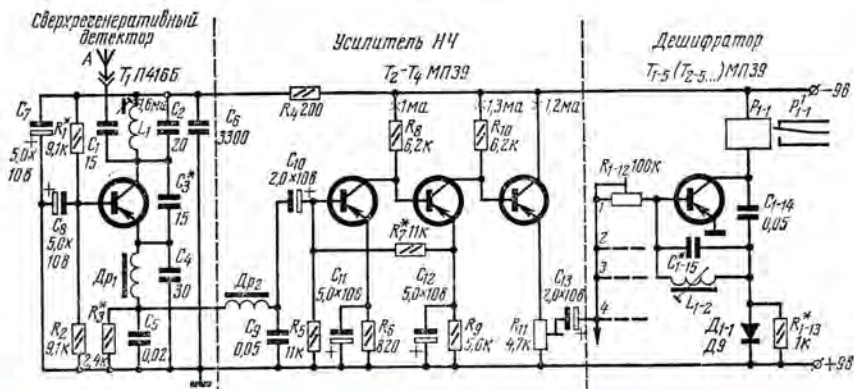 Сверхрегенеративный
детектор
A
T₁ П416Б
Усилитель НЧ
T₂–T₄ МП39
Дешифратор
T₁₋₅ (T₂₋₅...) МП39
C₇
5,0×
10в
R₁*
9,1к
C₁
15
0,6ма
L₁
C₂
20
C₆
3300
R₄ 200
1ма
1,3ма
1,2ма
R₈
6,2к
R₁₀
6,2к
P₁₋₁
P¹₁₋₁
-9в
C₈
5,0×
10в
C₃*
15
C₁₀
2,0×10в
R₇* 11к
R₁₋₁₂ 100к
C₁₋₁₄
0,05
C*₁₋₁₅
L₁₋₂
1
2
3
4
Др₁
C₄
30
Др₂
C₁₁
5,0×10в
C₁₂
5,0×10в
C₁₃
2,0×10в
R₂
9,1к
R₃*
2,4к
C₅
0,02
C₉
0,05
R₅
11к
R₆
820
R₉
5,6к
R₁₁
4,7к
Д₁₋₁
Д9
R*₁₋₁₃
1к
+9в